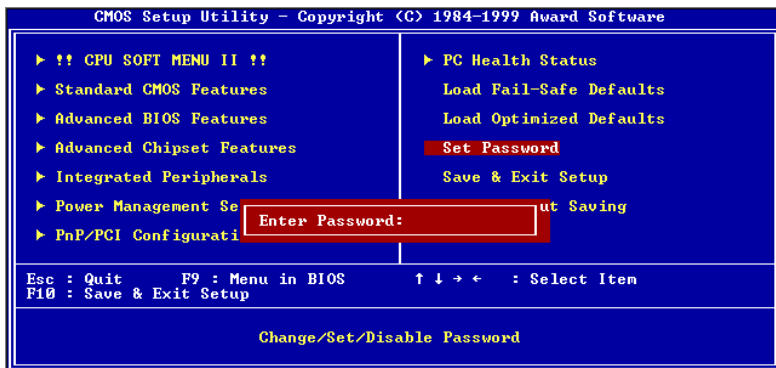 CMOS Setup Utility - Copyright (C) 1984-1999 Award Software
!! CPU SOFT MENU II !!
Standard CMOS Features
Advanced BIOS Features
Advanced Chipset Features
Integrated Peripherals
Power Management Se
PnP/PCI Configurati
PC Health Status
Load Fail-Safe Defaults
Load Optimized Defaults
Set Password
Save & Exit Setup
ut Saving
Enter Password:
Esc : Quit F9 : Menu in BIOS ↑ ↓ → ← : Select Item
F10 : Save & Exit Setup
Change/Set/Disable Password